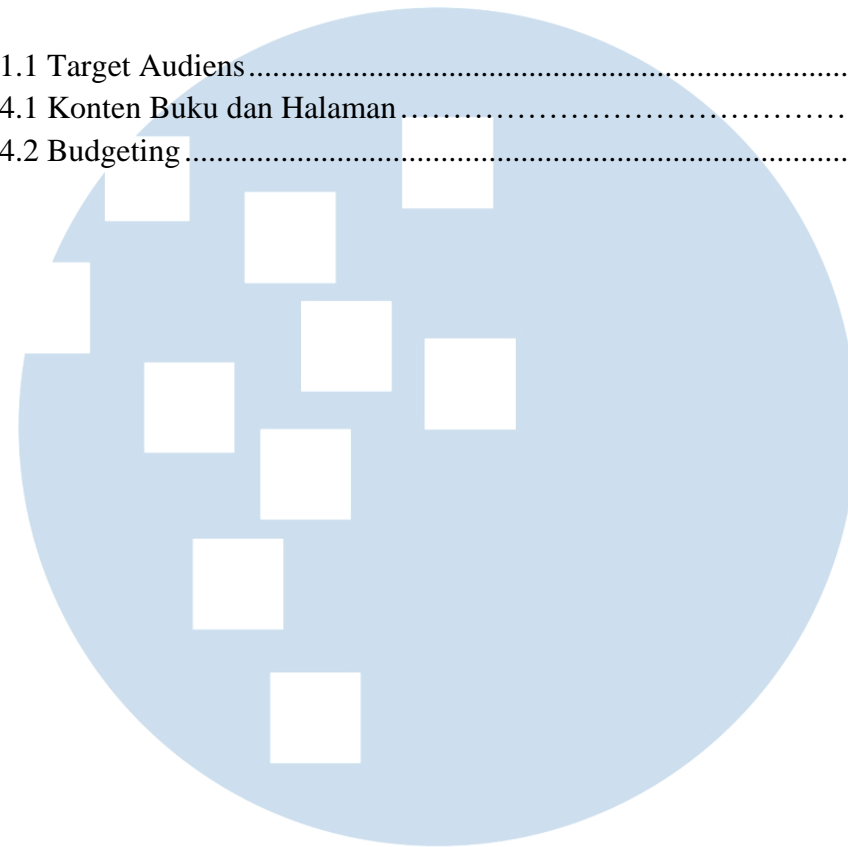 1.1 Target Audiens...............................................................................
4.1 Konten Buku dan Halaman.............................................
4.2 Budgeting.......................................................................................